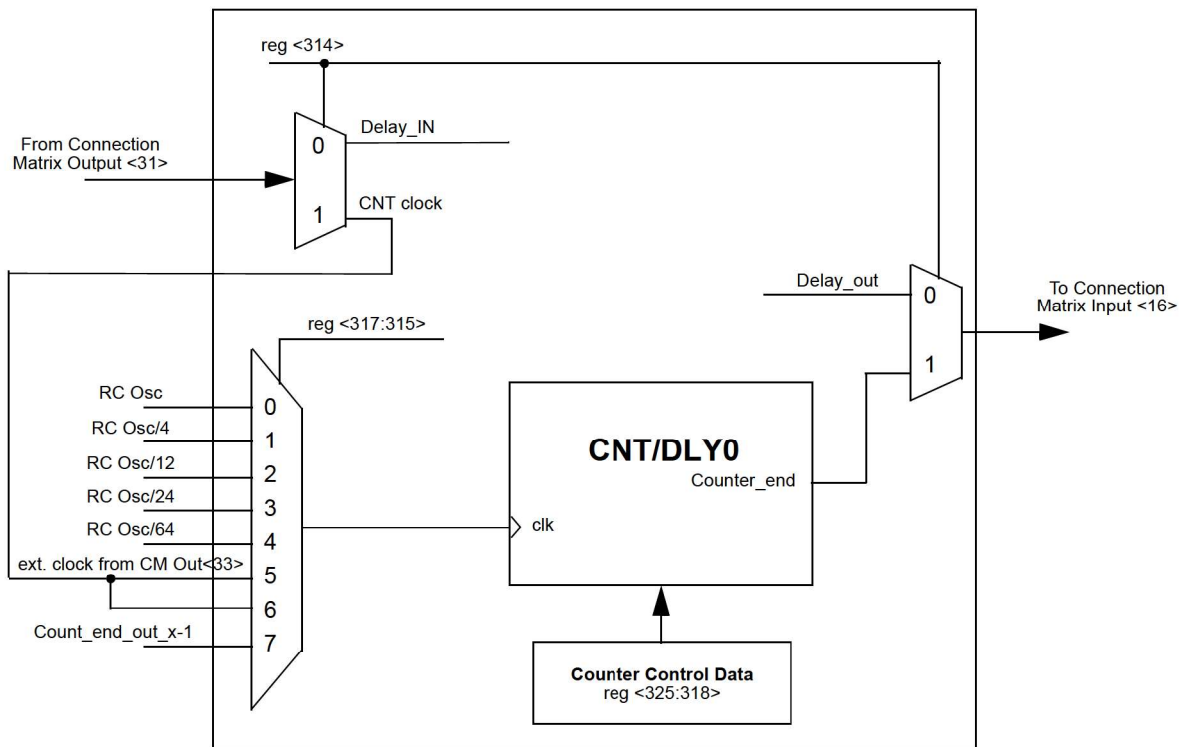 reg <314>
From Connection
Matrix Output <31>
0
Delay_IN
1
CNT clock
Delay_out
0
1
To Connection
Matrix Input <16>
reg <317:315>
RC Osc
0
RC Osc/4
1
RC Osc/12
2
RC Osc/24
3
RC Osc/64
4
ext. clock from CM Out<33>
5
6
Count_end_out_x-1
7
CNT/DLY0
Counter_end
clk
Counter Control Data
reg <325:318>